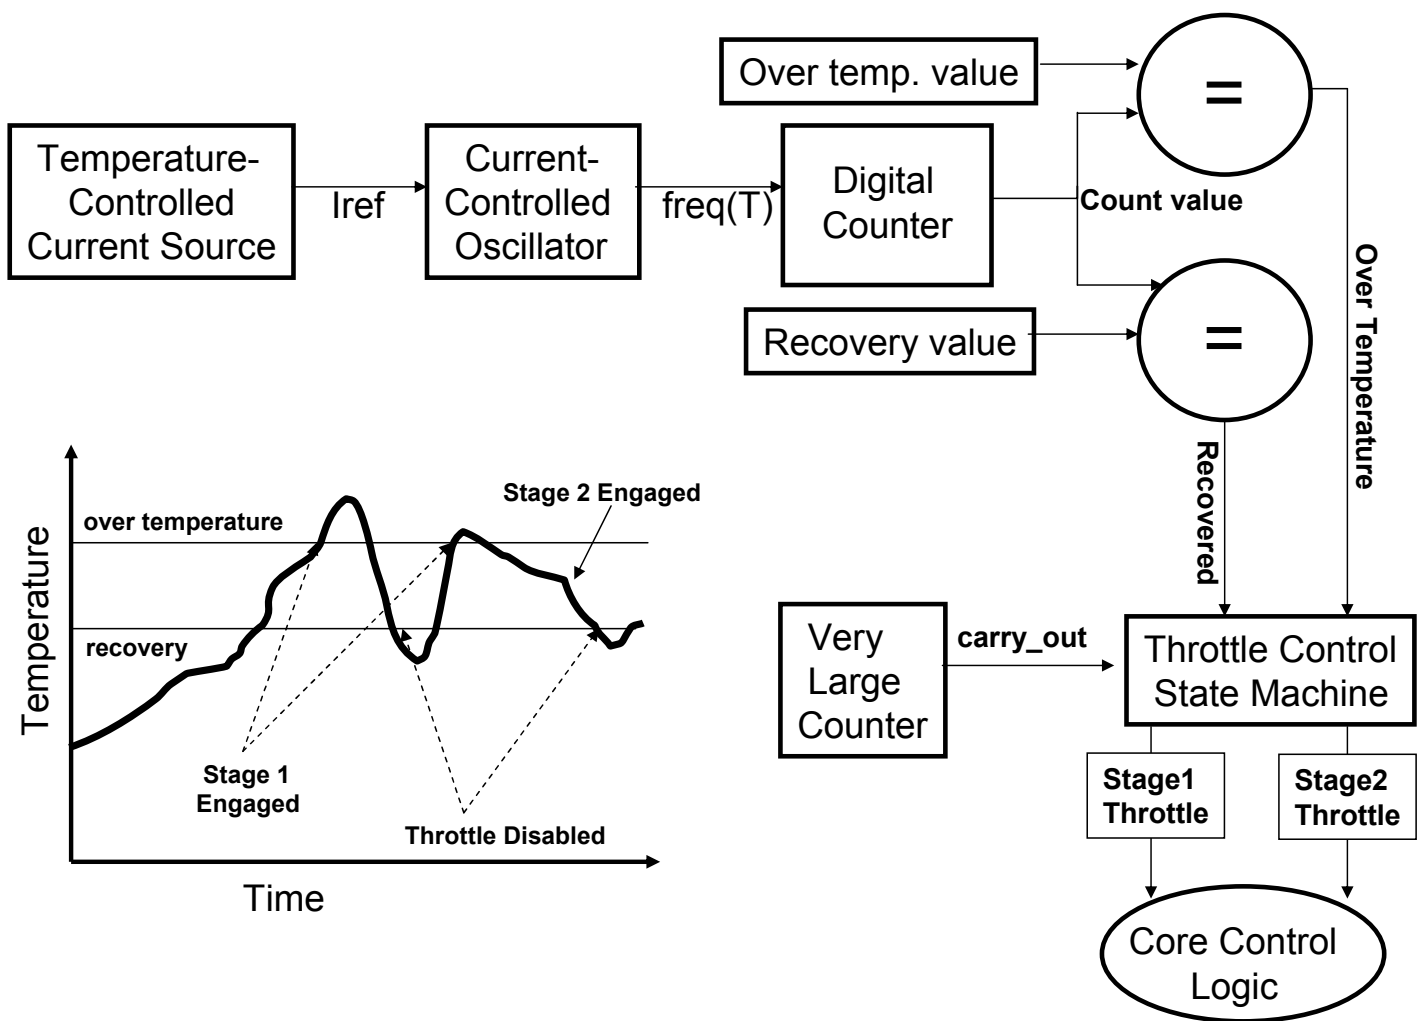 Over temp. value
=
Temperature-
Controlled
Current Source
Iref
Current-
Controlled
Oscillator
freq(T)
Digital
Counter
Count value
Recovery value
=
Over Temperature
Recovered
Temperature
over temperature
recovery
Stage 2 Engaged
Stage 1
Engaged
Throttle Disabled
Time
Very
Large
Counter
carry_out
Throttle Control
State Machine
Stage1
Throttle
Stage2
Throttle
Core Control
Logic